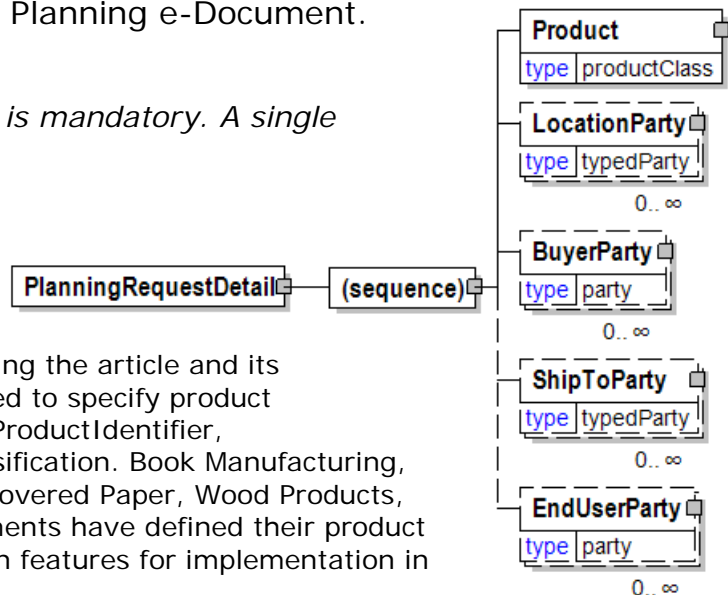 Planning e-Document.
is mandatory. A single
PlanningRequestDetail
(sequence)
Product
type productClass
LocationParty
type typedParty
0.. ∞
BuyerParty
type party
0.. ∞
ShipToParty
type typedParty
0.. ∞
EndUserParty
type party
0.. ∞
ng the article and its
ed to specify product
ProductIdentifier,
sification. Book Manufacturing,
overed Paper, Wood Products,
ents have defined their product
n features for implementation in